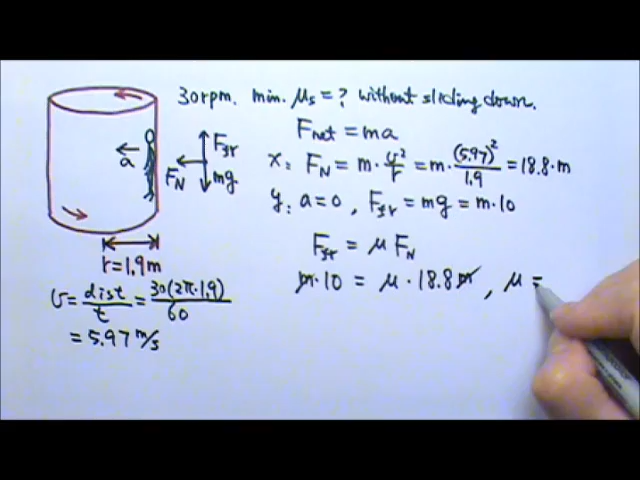 30rpm. min. μs = ? without sliding down.
Fnet = ma
x: FN = m · v²/r = m · (5.97)²/1.9 = 18.8 · m
y: a = 0, Ffr = mg = m · 10
Ffr = μ FN
m · 10 = μ · 18.8 m, μ =
Ffr
a
FN
mg
r = 1.9m
v = dist/t = 30(2π · 1.9)/60
= 5.97 m/s